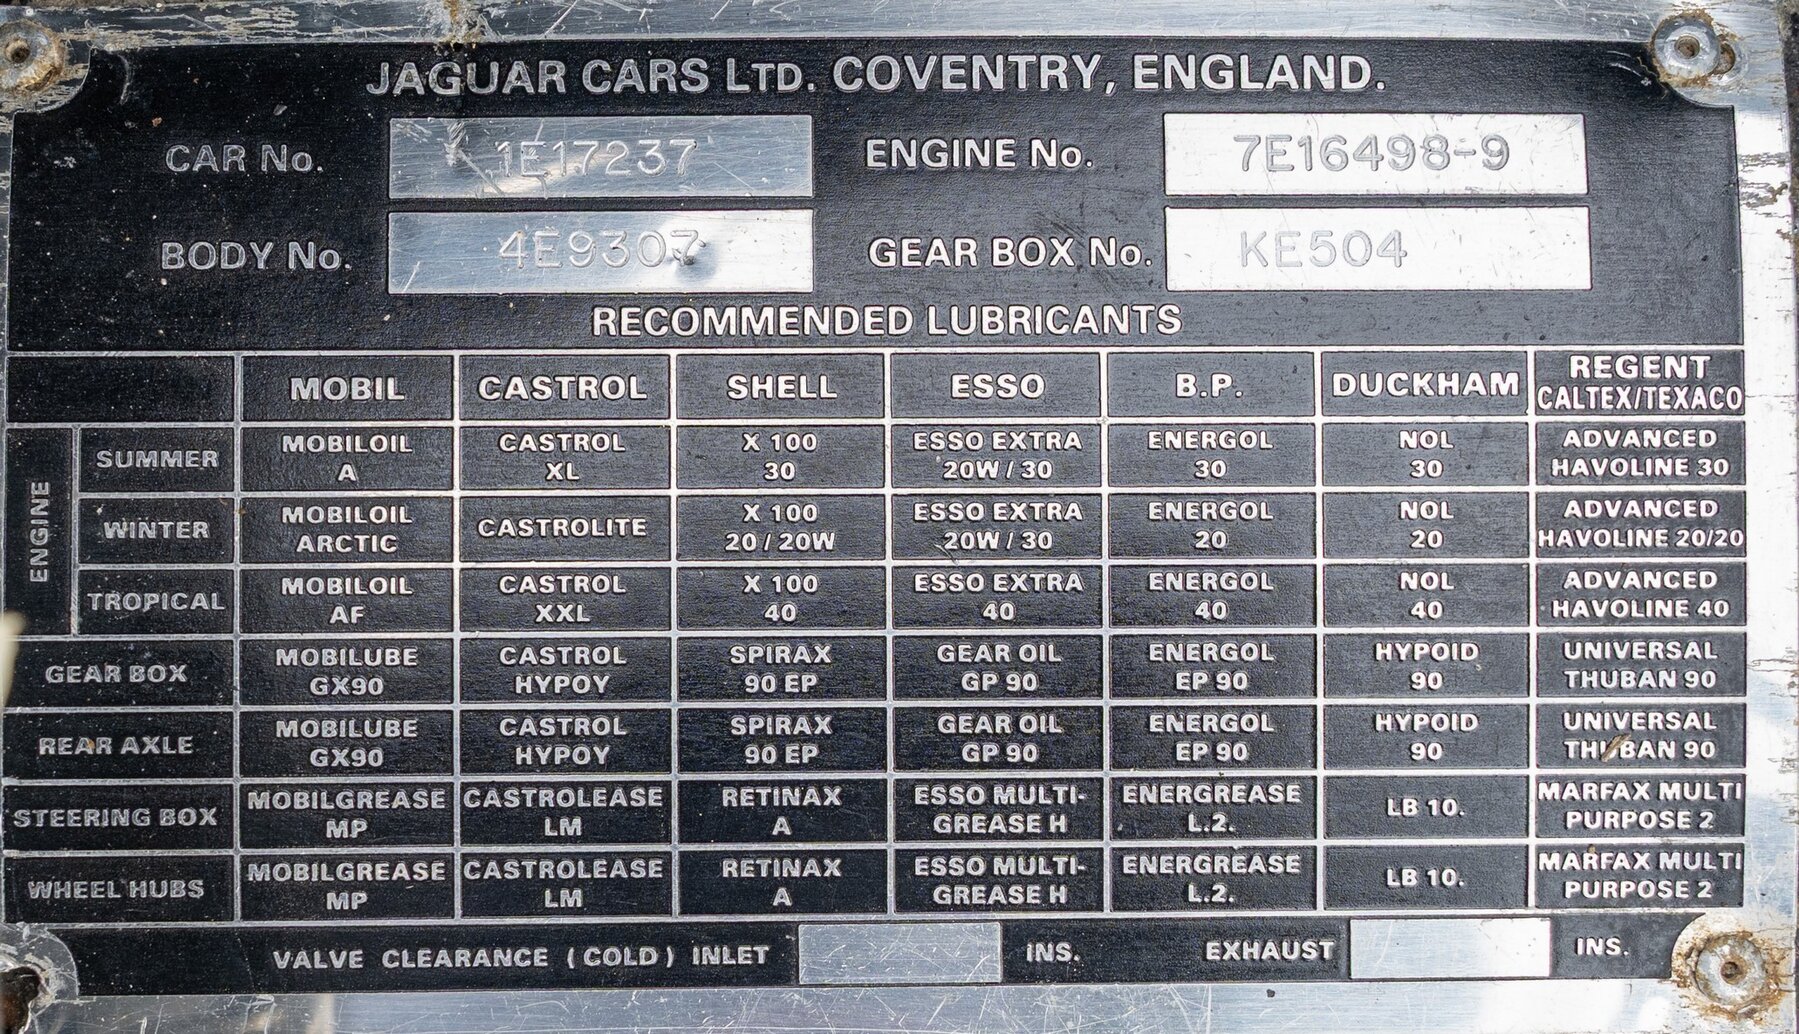 JAGUAR CARS LTD. COVENTRY, ENGLAND.
CAR No. 1E17237 ENGINE No. 7E16498-9
BODY No. 4E9307 GEAR BOX No. KE504
RECOMMENDED LUBRICANTS
MOBIL CASTROL SHELL ESSO B.P. DUCKHAM REGENT
CALTEX/TEXACO
ENGINE
SUMMER MOBILOIL CASTROL X 100 ESSO EXTRA ENERGOL NOL ADVANCED
A XL 30 20W/30 30 30 HAVOLINE 30
WINTER MOBILOIL CASTROLITE X 100 ESSO EXTRA ENERGOL NOL ADVANCED
ARCTIC 20/20W 20W/30 20 20 HAVOLINE 20/20
TROPICAL MOBILOIL CASTROL X 100 ESSO EXTRA ENERGOL NOL ADVANCED
AF XXL 40 40 40 40 HAVOLINE 40
GEAR BOX MOBILUBE CASTROL SPIRAX GEAR OIL ENERGOL HYPOID UNIVERSAL
GX90 HYPOY 90 EP GP 90 EP 90 90 THUBAN 90
REAR AXLE MOBILUBE CASTROL SPIRAX GEAR OIL ENERGOL HYPOID UNIVERSAL
GX90 HYPOY 90 EP GP 90 EP 90 90 THUBAN 90
STEERING BOX MOBILGREASE CASTROLEASE RETINAX ESSO MULTI- ENERGREASE LB 10. MARFAX MULTI
MP LM A GREASE H L.2. PURPOSE 2
WHEEL HUBS MOBILGREASE CASTROLEASE RETINAX ESSO MULTI- ENERGREASE LB 10. MARFAX MULTI
MP LM A GREASE H L.2. PURPOSE 2
VALVE CLEARANCE (COLD) INLET INS. EXHAUST INS.